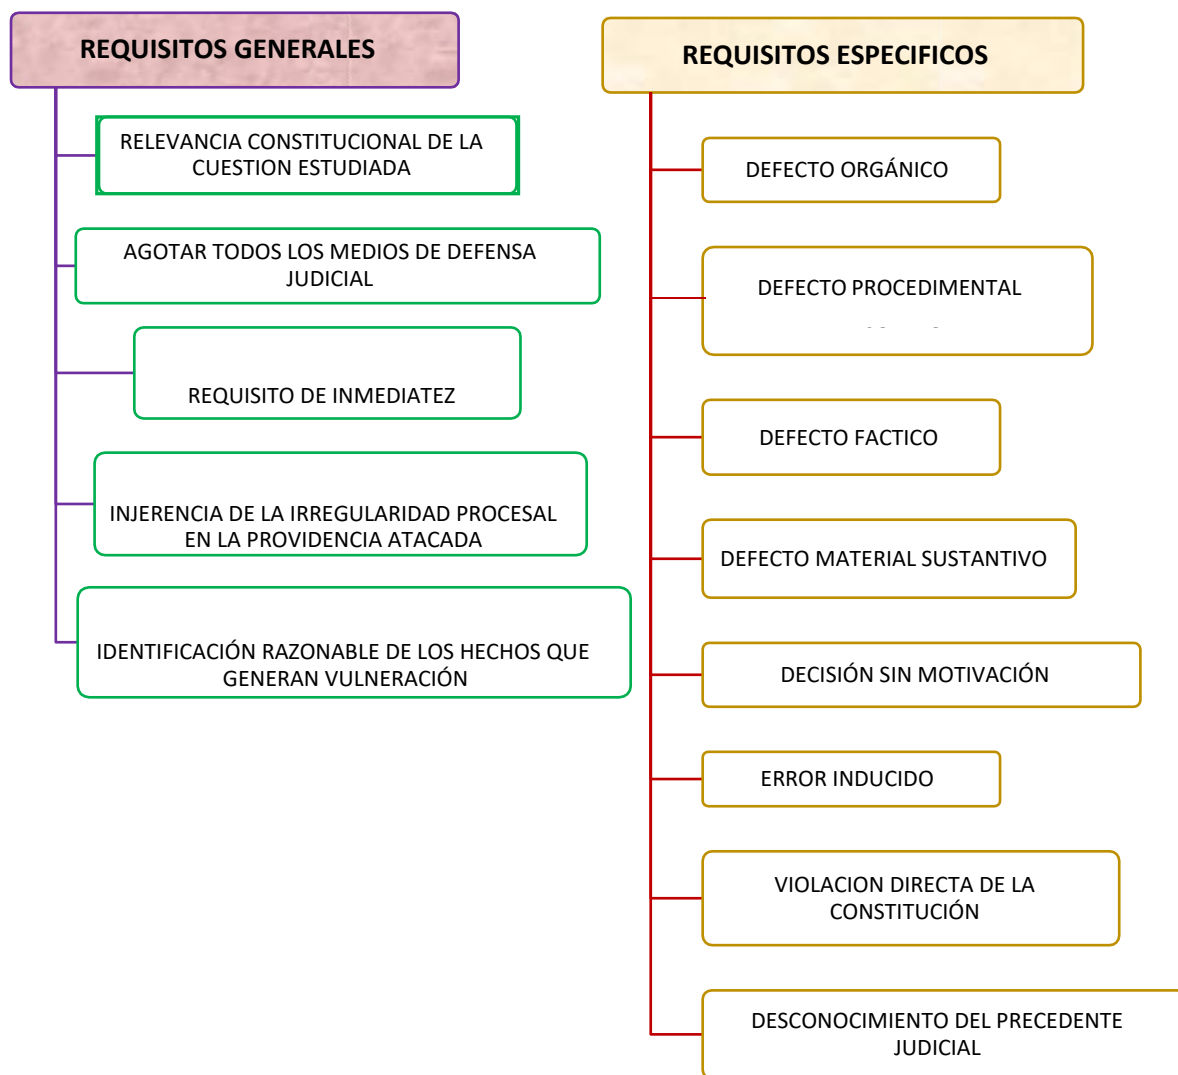 REQUISITOS GENERALES
RELEVANCIA CONSTITUCIONAL DE LA
CUESTION ESTUDIADA
AGOTAR TODOS LOS MEDIOS DE DEFENSA
JUDICIAL
REQUISITO DE INMEDIATEZ
INJERENCIA DE LA IRREGULARIDAD PROCESAL
EN LA PROVIDENCIA ATACADA
IDENTIFICACIÓN RAZONABLE DE LOS HECHOS QUE
GENERAN VULNERACIÓN
REQUISITOS ESPECIFICOS
DEFECTO ORGÁNICO
DEFECTO PROCEDIMENTAL
DEFECTO FACTICO
DEFECTO MATERIAL SUSTANTIVO
DECISIÓN SIN MOTIVACIÓN
ERROR INDUCIDO
VIOLACION DIRECTA DE LA
CONSTITUCIÓN
DESCONOCIMIENTO DEL PRECEDENTE
JUDICIAL